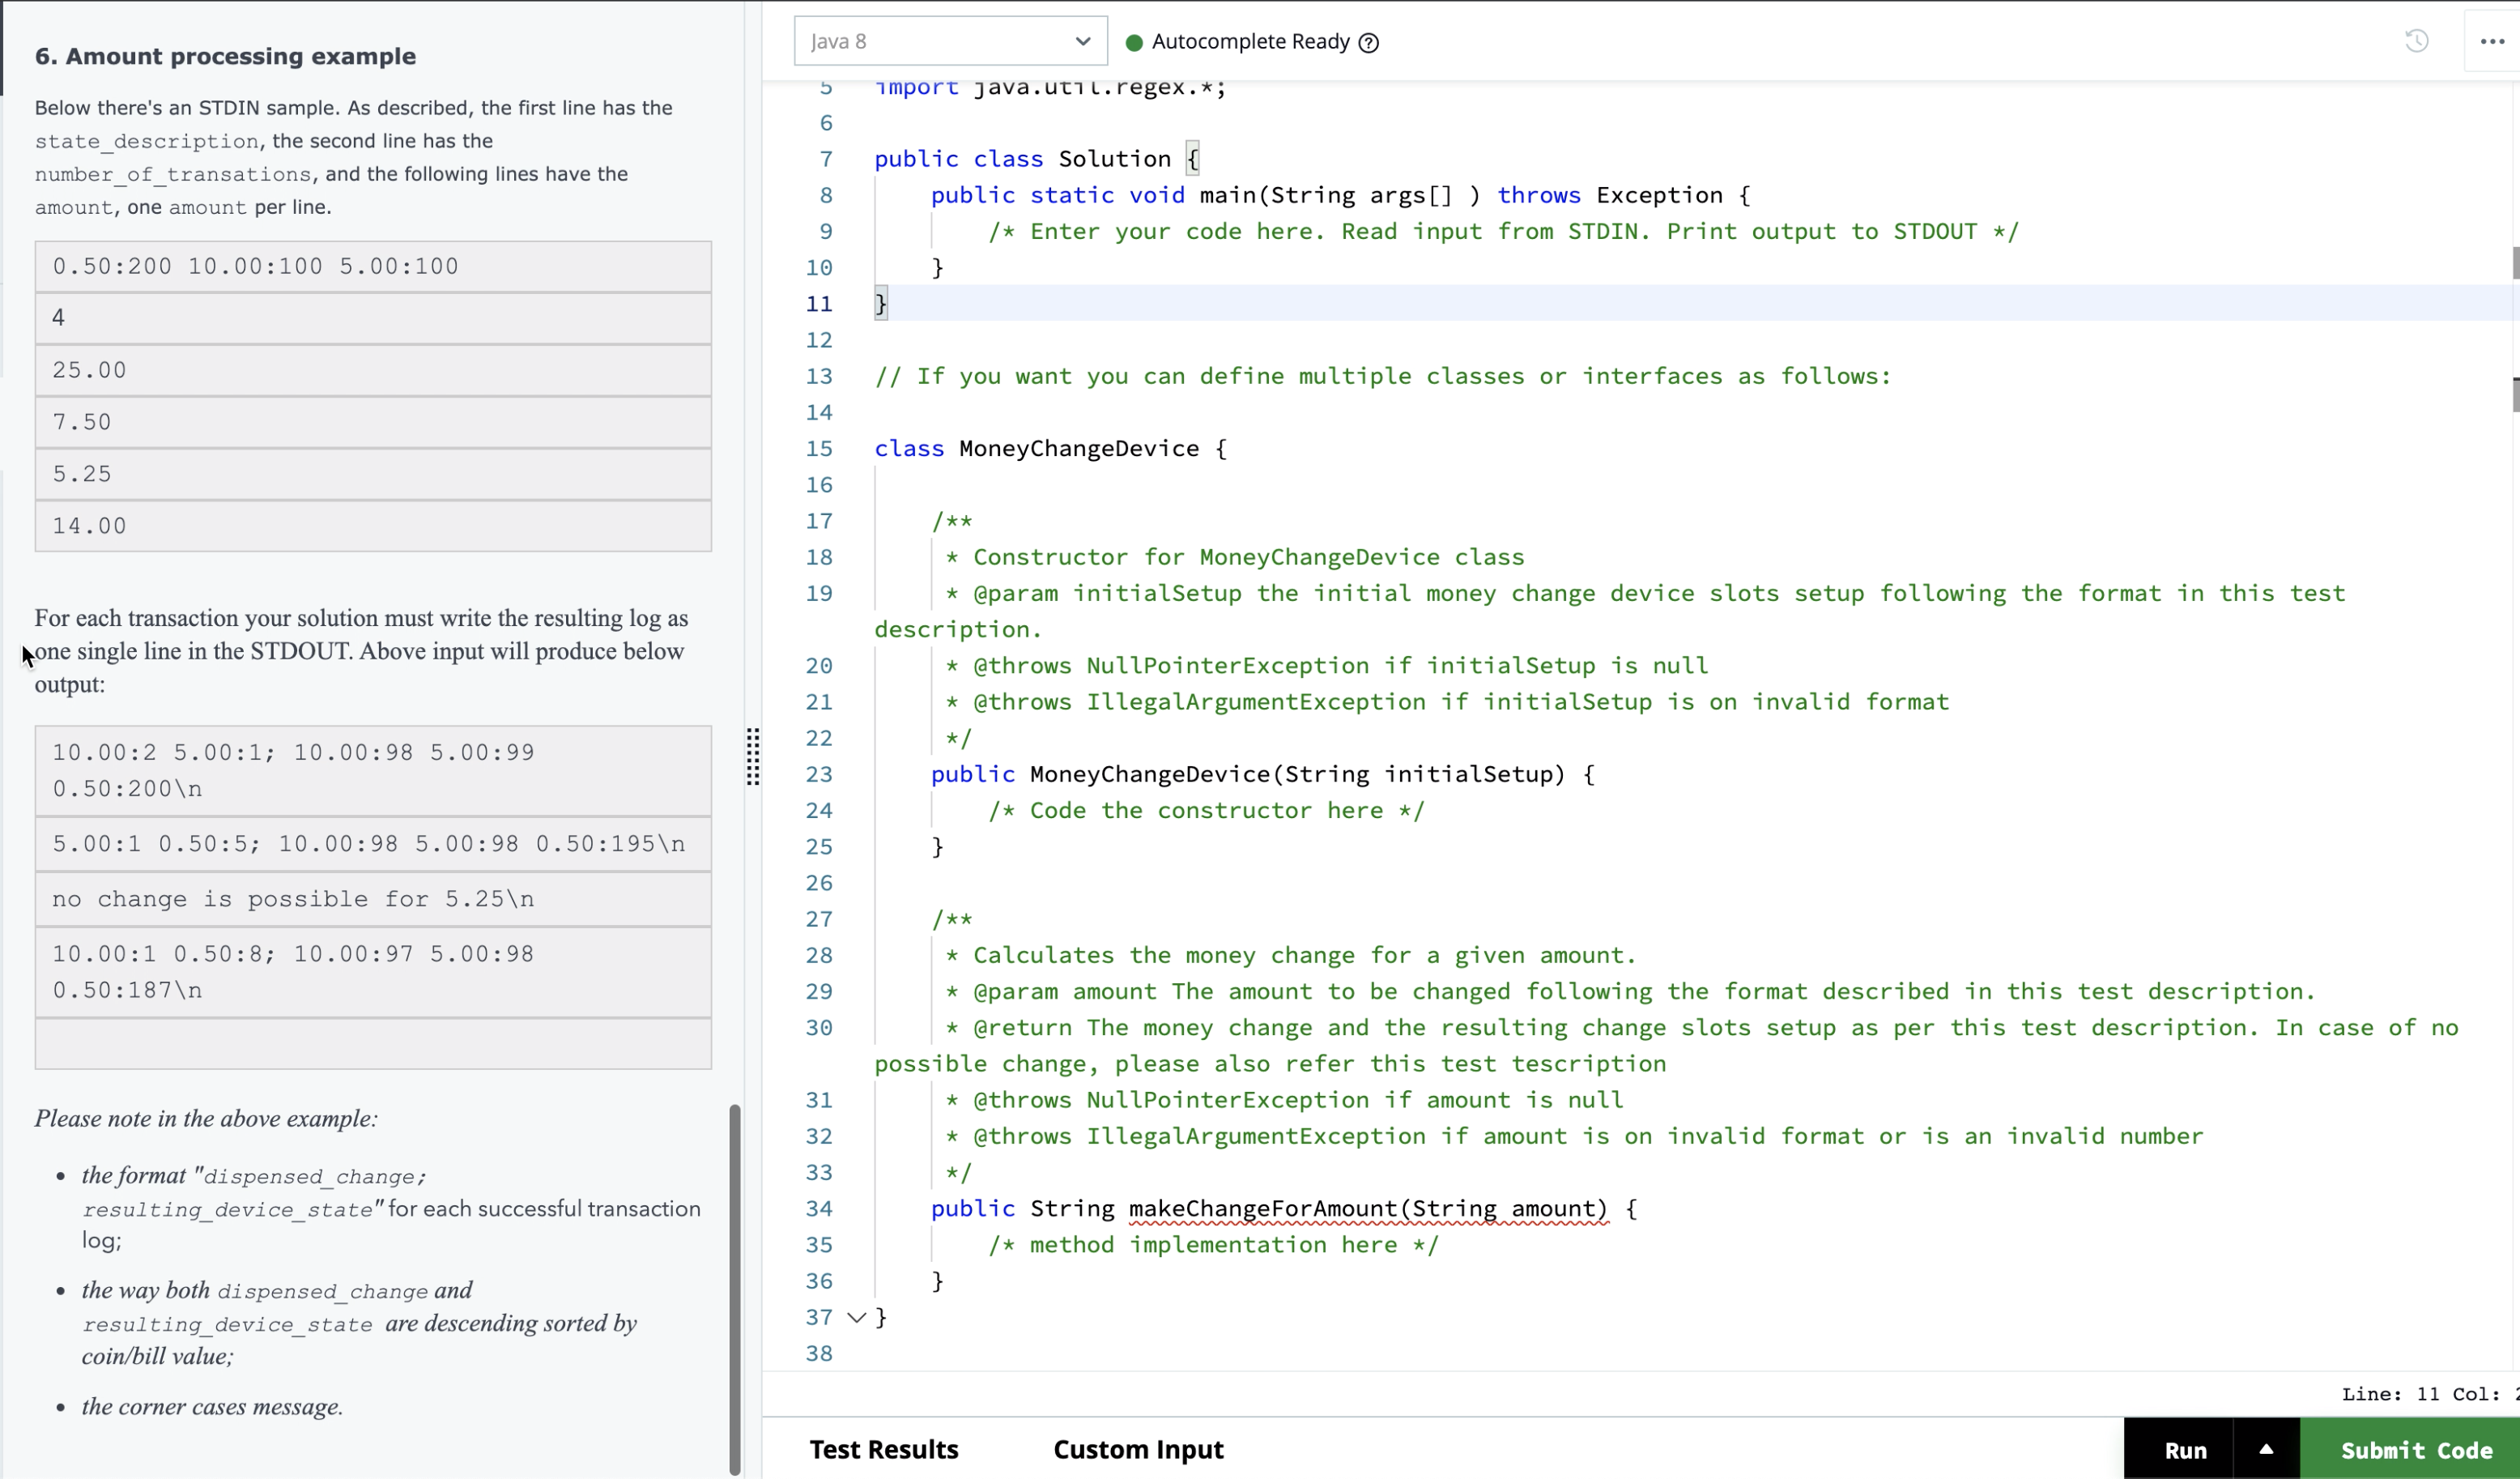 6. Amount processing example
Below there's an STDIN sample. As described, the first line has the
state_description, the second line has the
number_of_transations, and the following lines have the
amount, one amount per line.
0.50:200 10.00:100 5.00:100
4
25.00
7.50
5.25
14.00
For each transaction your solution must write the resulting log as
one single line in the STDOUT. Above input will produce below
output:
10.00:2 5.00:1; 10.00:98 5.00:99
0.50:200\n
5.00:1 0.50:5; 10.00:98 5.00:98 0.50:195\n
no change is possible for 5.25\n
10.00:1 0.50:8; 10.00:97 5.00:98
0.50:187\n
Please note in the above example:
• the format "dispensed_change;
resulting_device_state" for each successful transaction
log;
• the way both dispensed_change and
resulting_device_state are descending sorted by
coin/bill value;
• the corner cases message.
Java 8
Autocomplete Ready ?
5 import java.util.regex.*;
6
7 public class Solution {
8 public static void main(String args[] ) throws Exception {
9 /* Enter your code here. Read input from STDIN. Print output to STDOUT */
10 }
11 }
12
13 // If you want you can define multiple classes or interfaces as follows:
14
15 class MoneyChangeDevice {
16
17 /**
18 * Constructor for MoneyChangeDevice class
19 * @param initialSetup the initial money change device slots setup following the format in this test
description.
20 * @throws NullPointerException if initialSetup is null
21 * @throws IllegalArgumentException if initialSetup is on invalid format
22 */
23 public MoneyChangeDevice(String initialSetup) {
24 /* Code the constructor here */
25 }
26
27 /**
28 * Calculates the money change for a given amount.
29 * @param amount The amount to be changed following the format described in this test description.
30 * @return The money change and the resulting change slots setup as per this test description. In case of no
possible change, please also refer this test tescription
31 * @throws NullPointerException if amount is null
32 * @throws IllegalArgumentException if amount is on invalid format or is an invalid number
33 */
34 public String makeChangeForAmount(String amount) {
35 /* method implementation here */
36 }
37 }
38
Line: 11 Col:
Test Results
Custom Input
Run
Submit Code